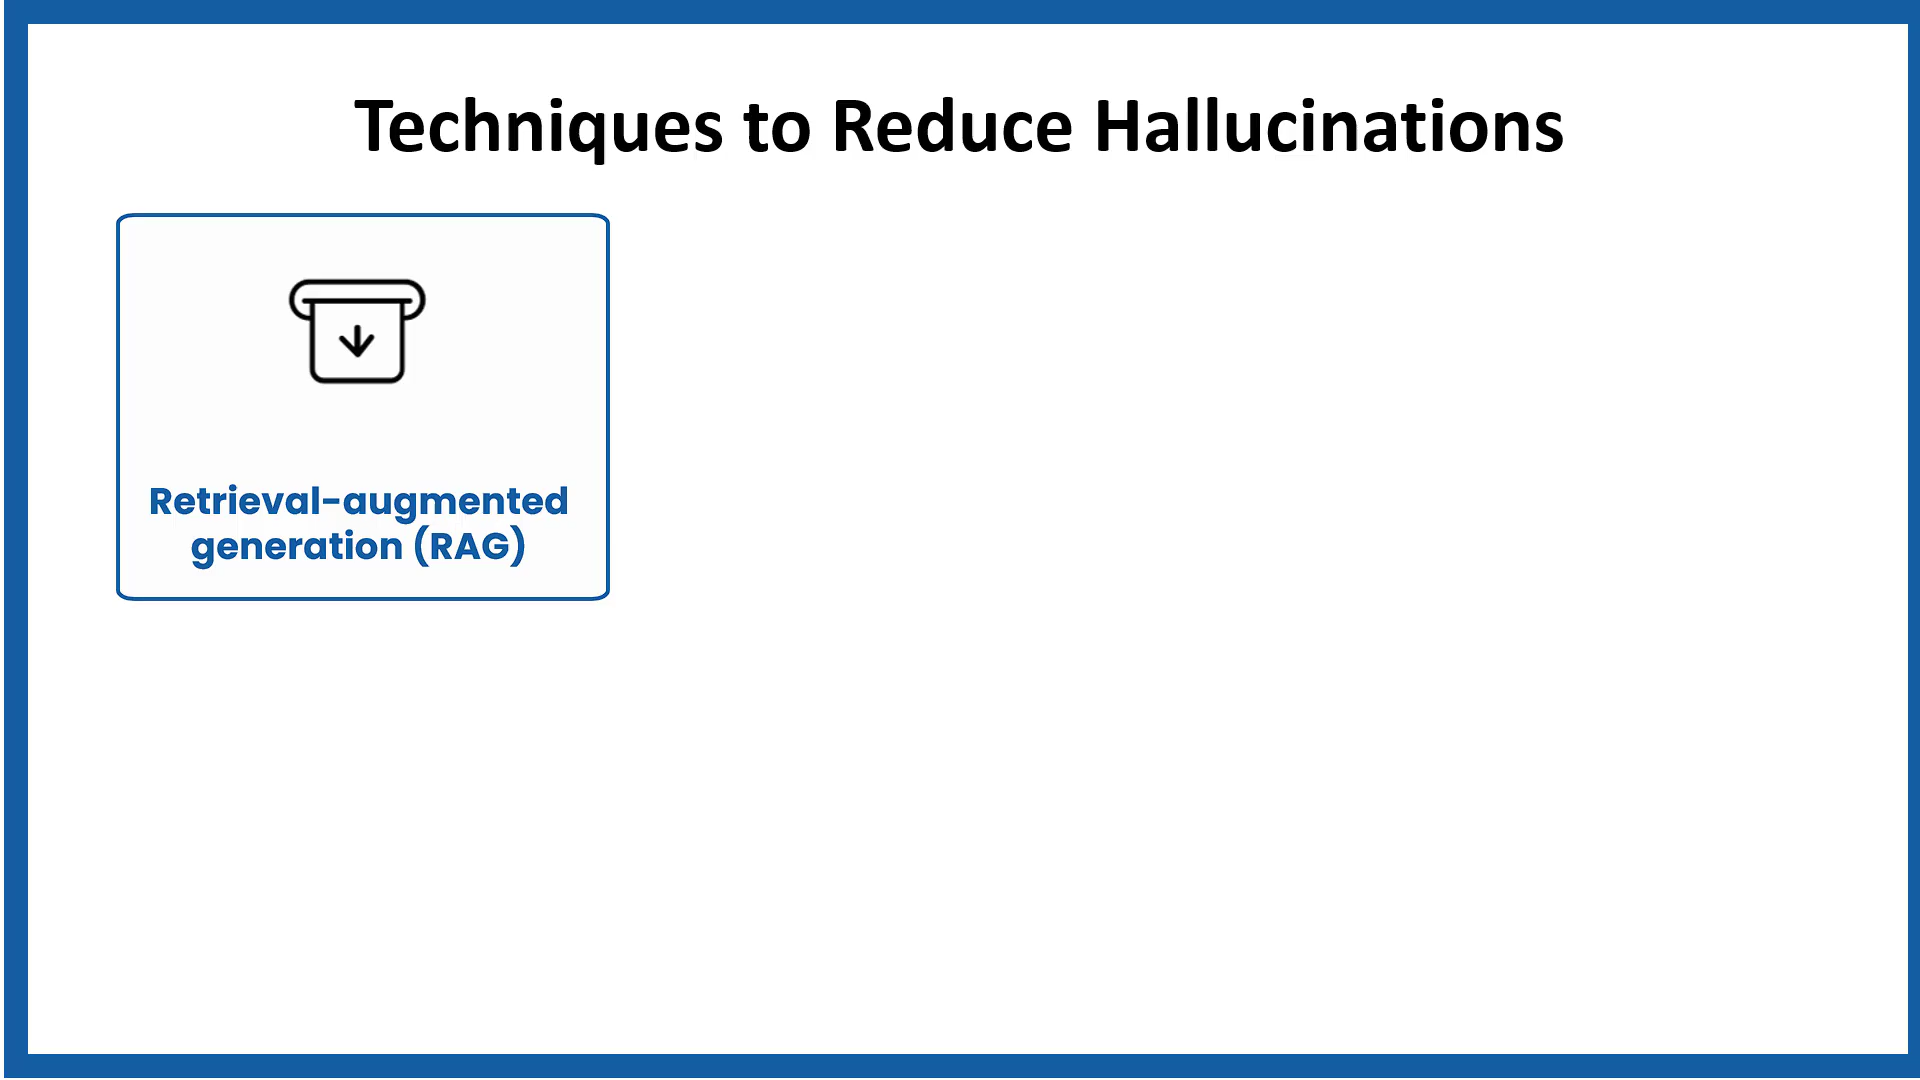 Techniques to Reduce Hallucinations
Retrieval-augmented
generation (RAG)